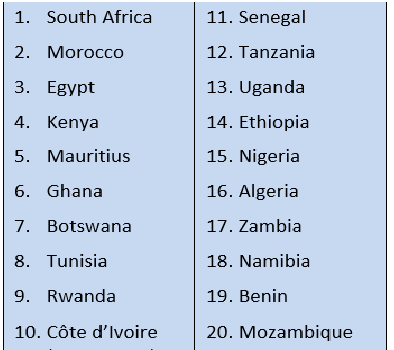 1. South Africa
2. Morocco
3. Egypt
4. Kenya
5. Mauritius
6. Ghana
7. Botswana
8. Tunisia
9. Rwanda
10. Côte d’Ivoire
11. Senegal
12. Tanzania
13. Uganda
14. Ethiopia
15. Nigeria
16. Algeria
17. Zambia
18. Namibia
19. Benin
20. Mozambique